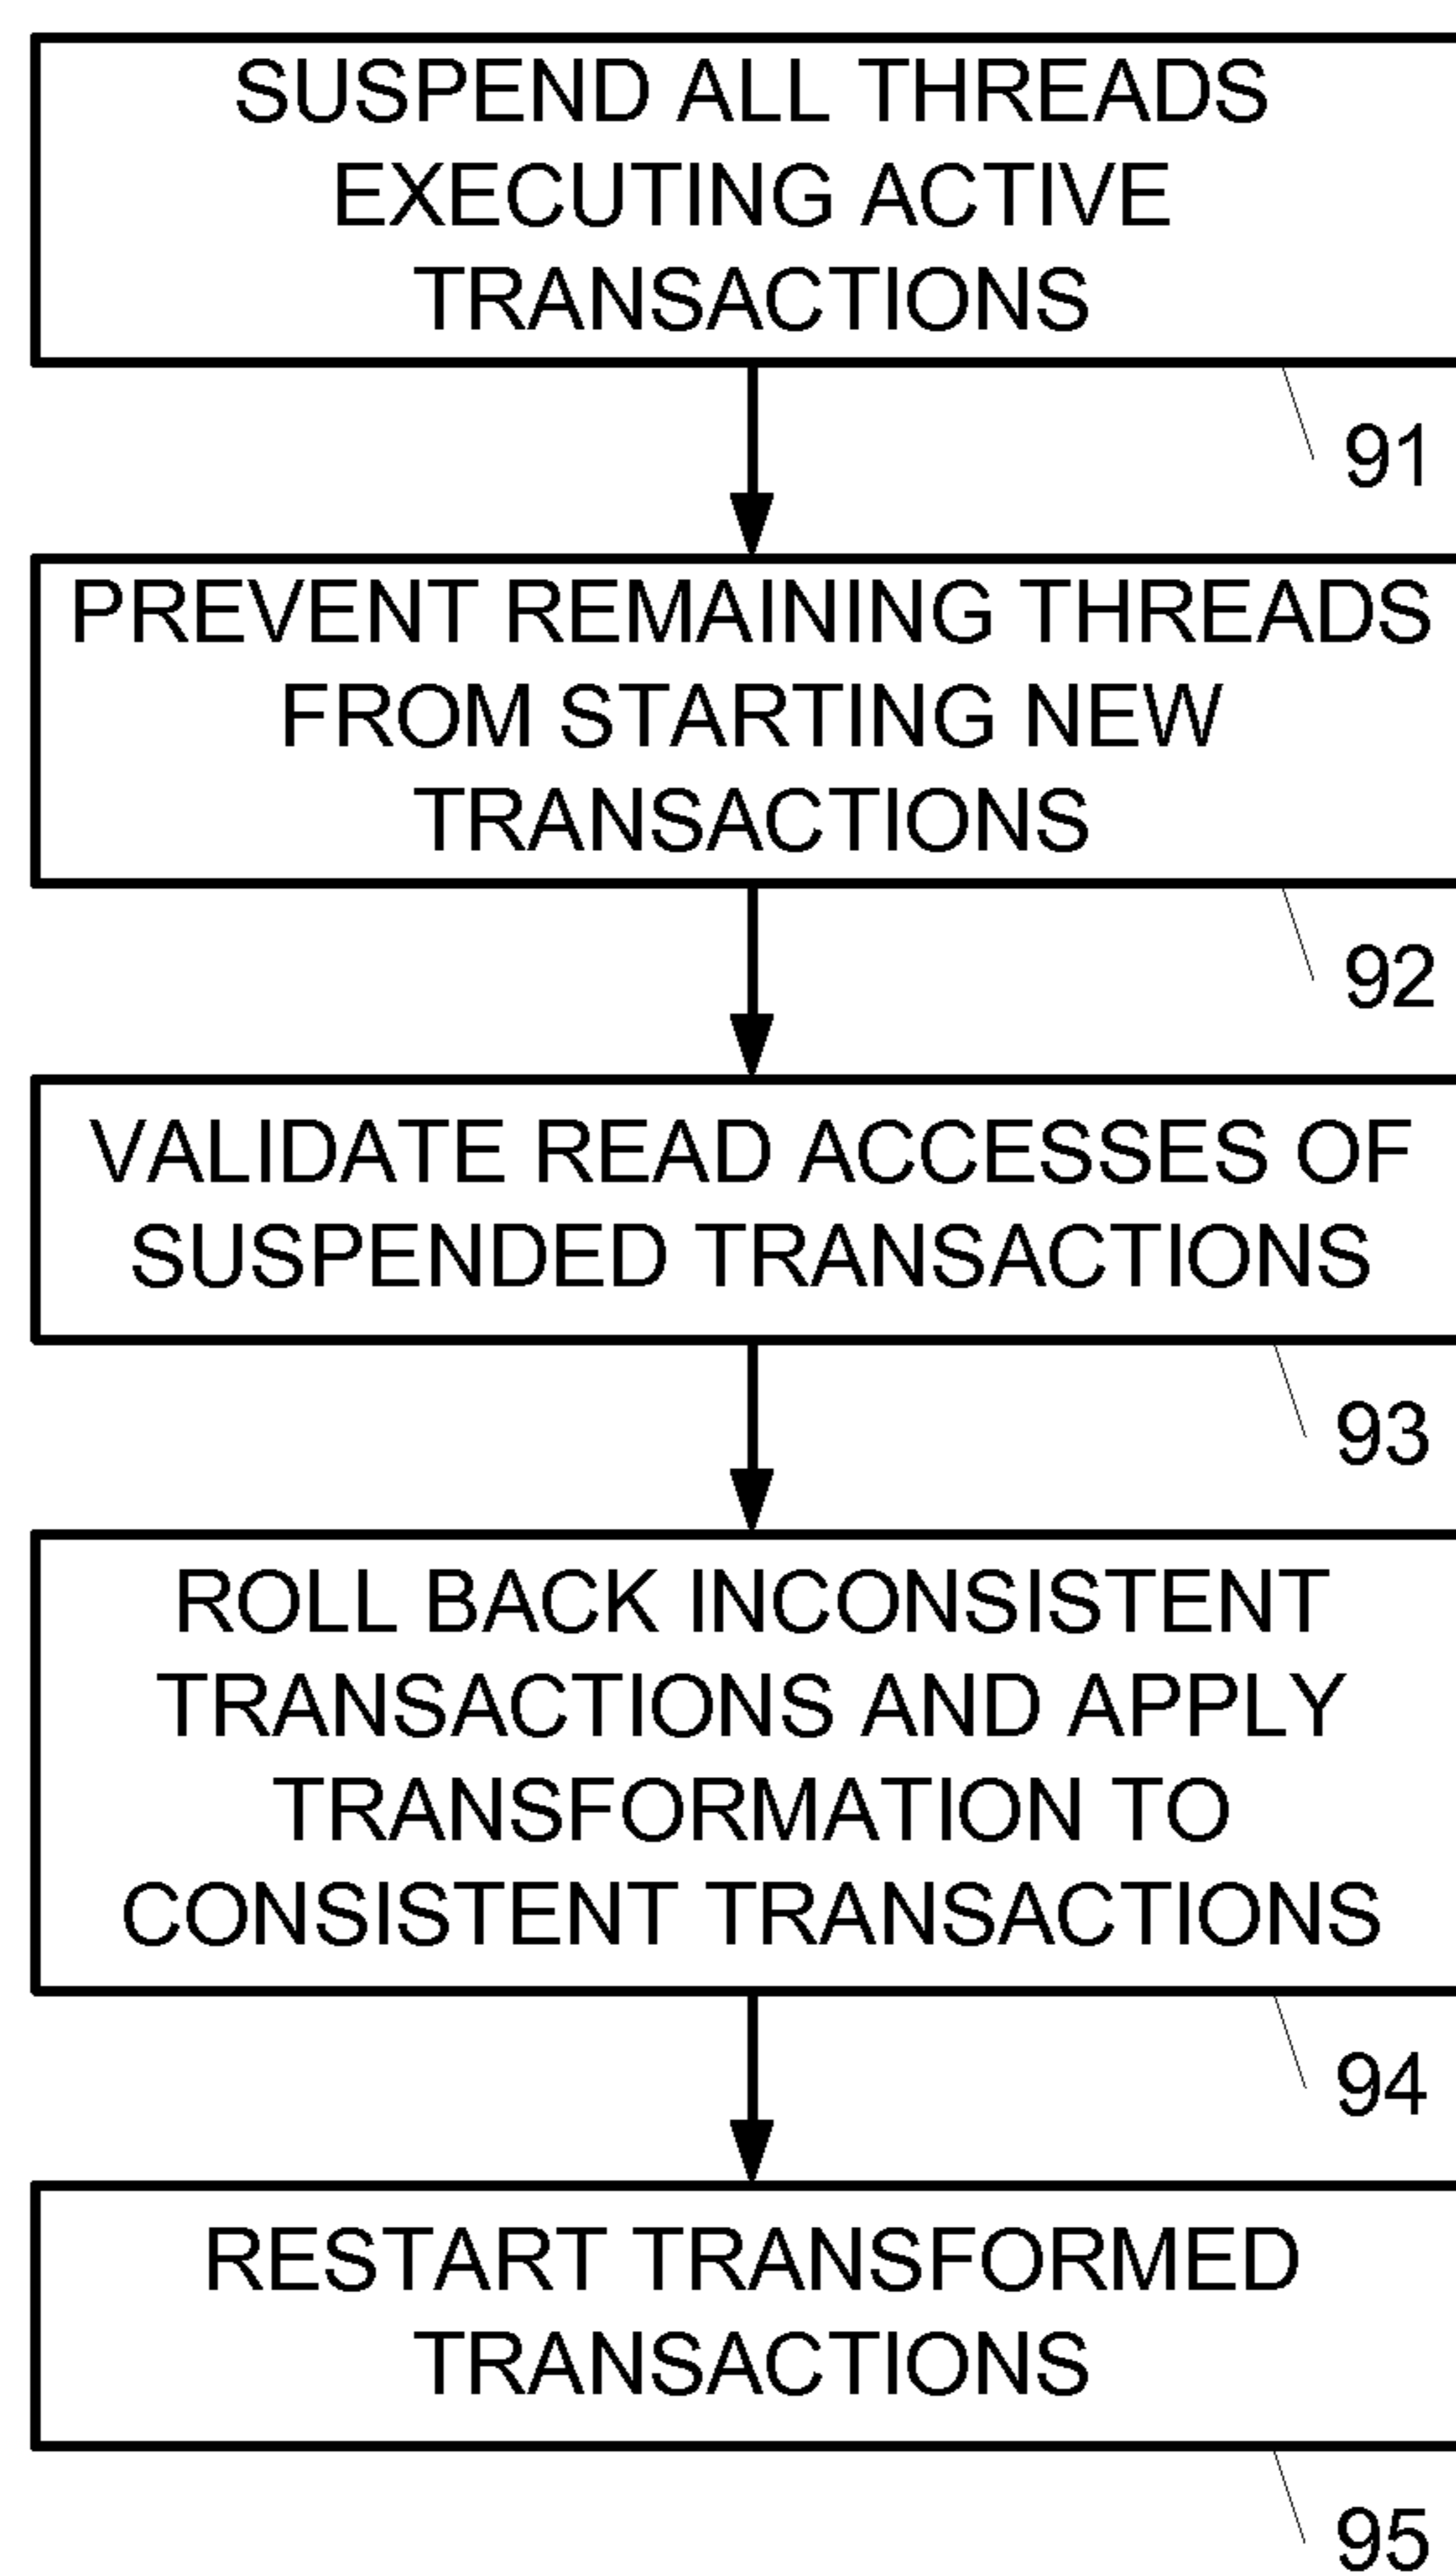 SUSPEND ALL THREADS
EXECUTING ACTIVE
TRANSACTIONS
91
PREVENT REMAINING THREADS
FROM STARTING NEW
TRANSACTIONS
92
VALIDATE READ ACCESSES OF
SUSPENDED TRANSACTIONS
93
ROLL BACK INCONSISTENT
TRANSACTIONS AND APPLY
TRANSFORMATION TO
CONSISTENT TRANSACTIONS
94
RESTART TRANSFORMED
TRANSACTIONS
95